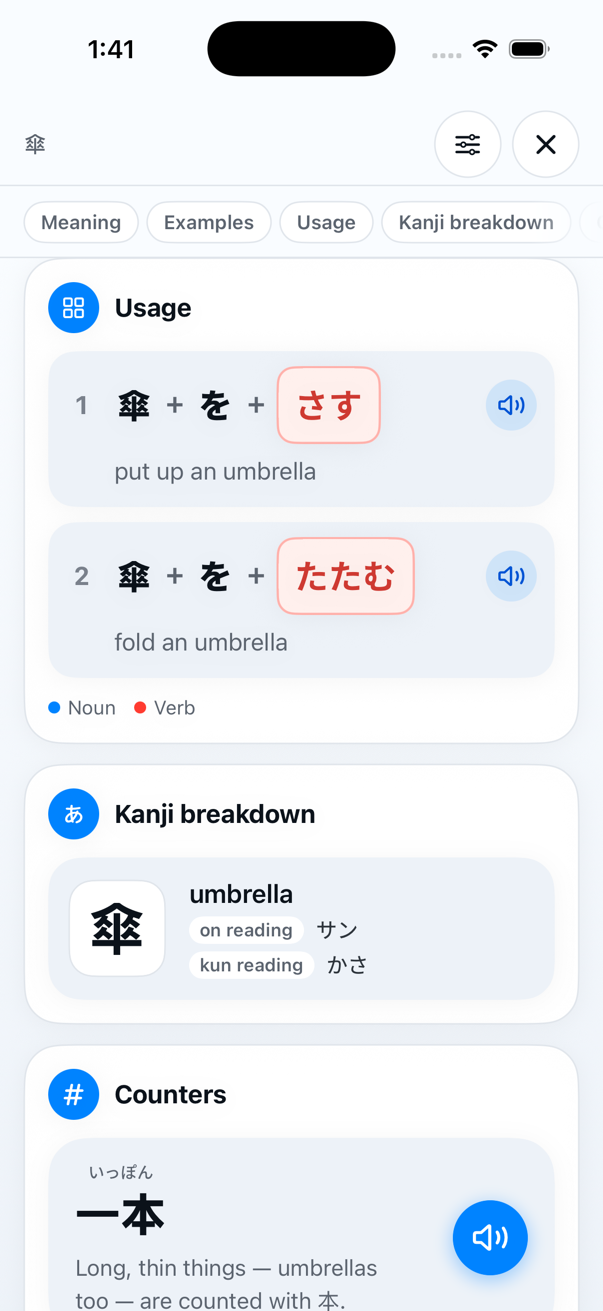 1:41
傘
Meaning Examples Usage Kanji breakdown
Usage
1 傘 + を + さす
put up an umbrella
2 傘 + を + たたむ
fold an umbrella
Noun Verb
あ Kanji breakdown
傘
umbrella
on reading サン
kun reading かさ
# Counters
いっぽん
一本
Long, thin things — umbrellas
too — are counted with 本.